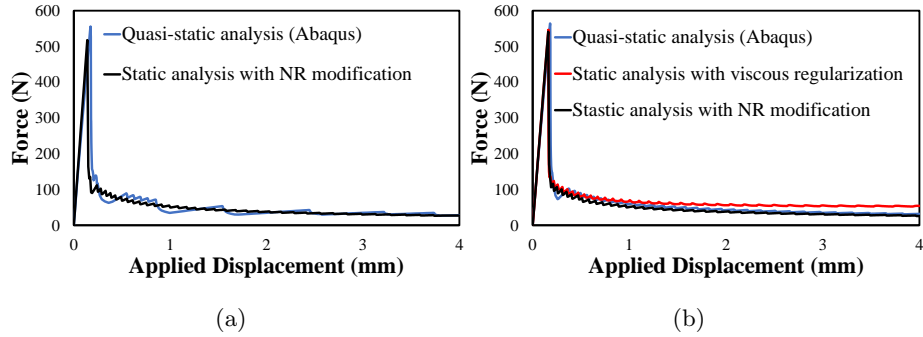 600
500
400
300
200
100
0
Force (N)
Quasi-static analysis (Abaqus)
Static analysis with NR modification
0 1 2 3 4
Applied Displacement (mm)
(a)
600
500
400
300
200
100
0
Force (N)
Quasi-static analysis (Abaqus)
Static analysis with viscous regularization
Stastic analysis with NR modification
0 1 2 3 4
Applied Displacement (mm)
(b)